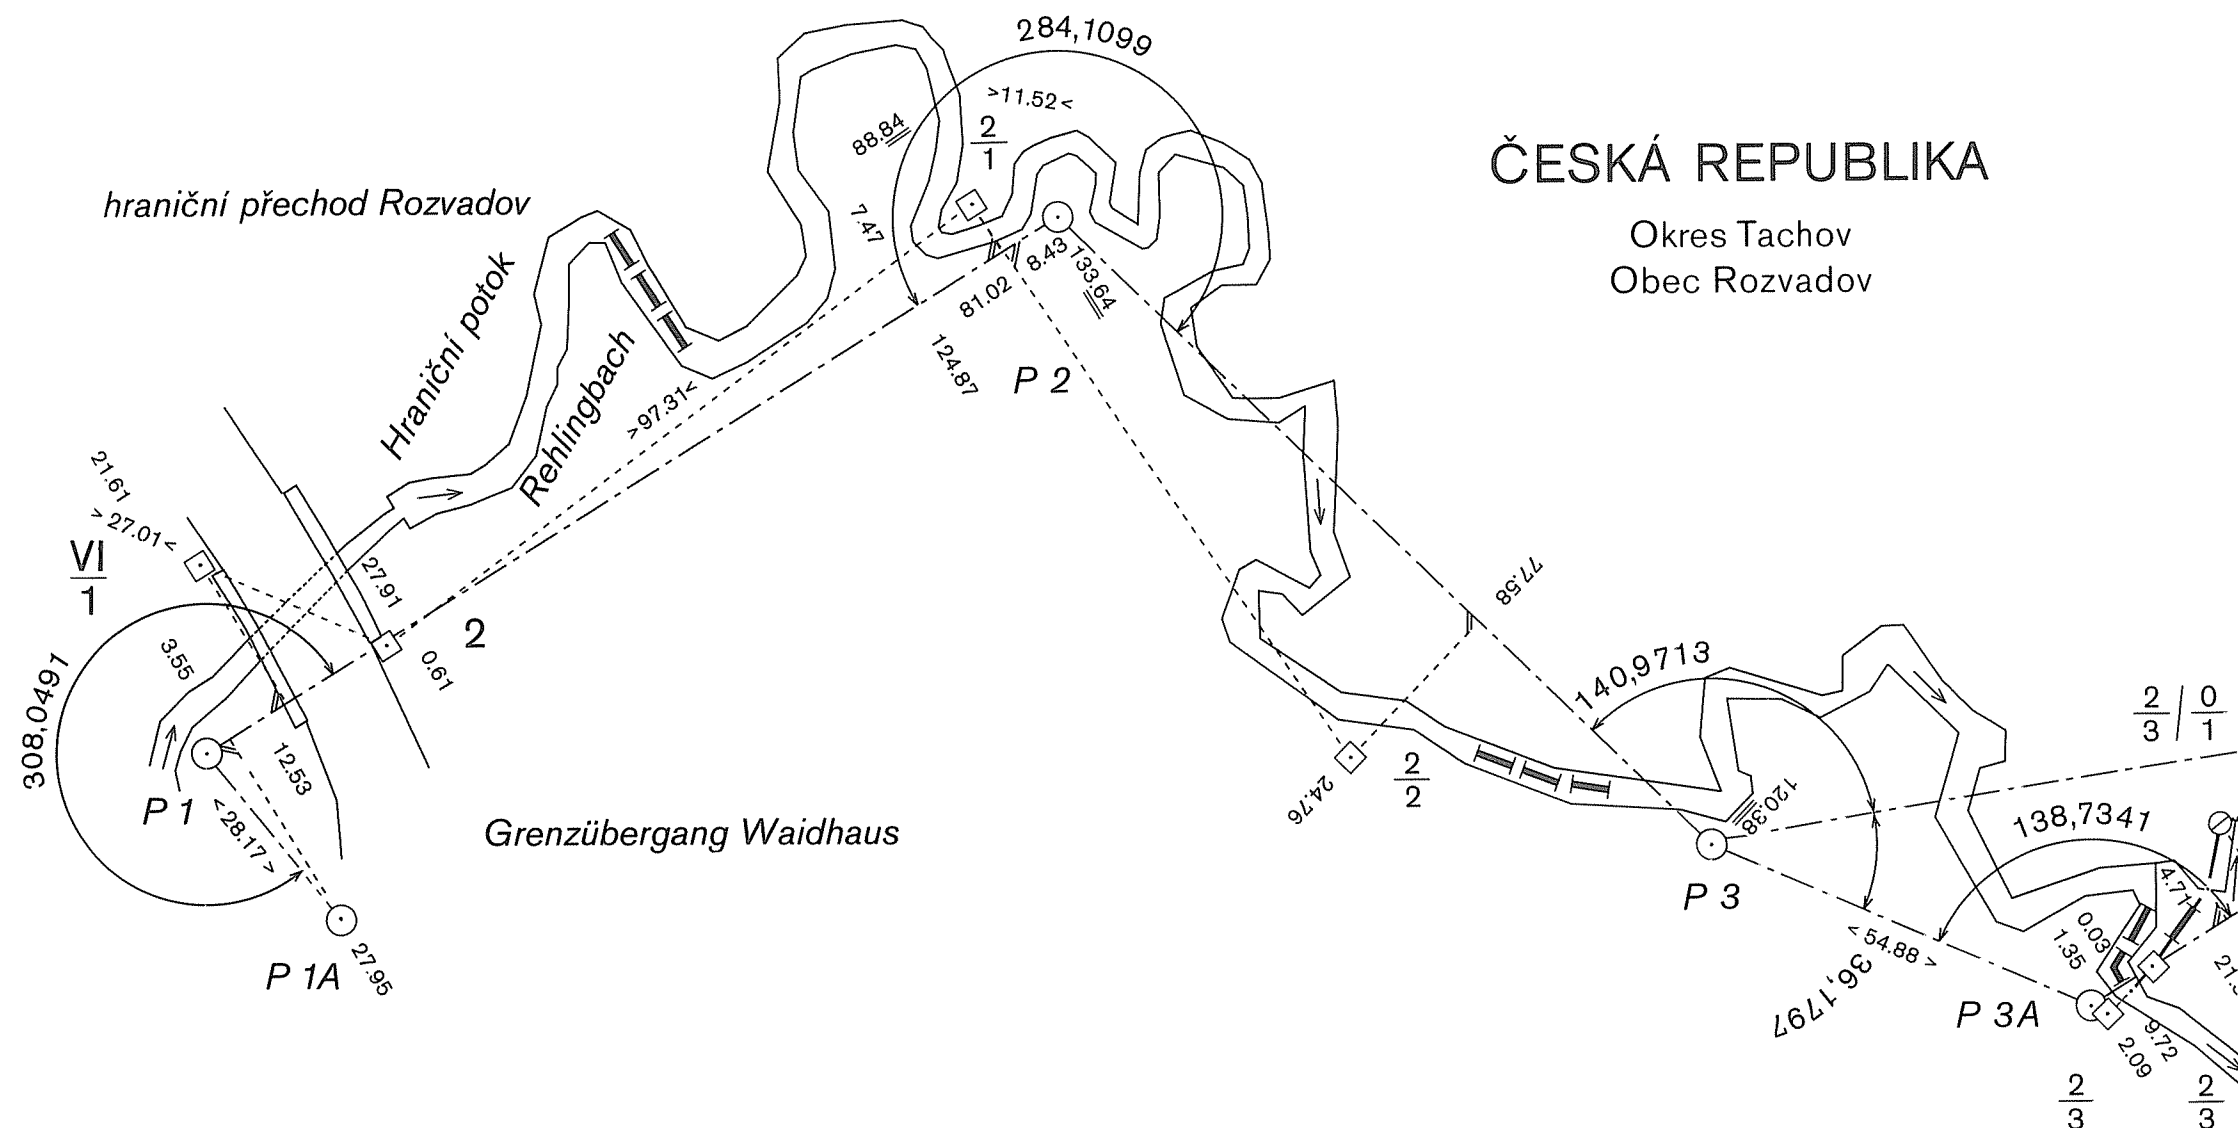 284,1099
>11.52<
88.84
2
1
ČESKÁ REPUBLIKA
Okres Tachov
Obec Rozvadov
hraniční přechod Rozvadov
7.47
Hraniční potok
Rehlingbach
8.43
133.64
81.02
124.87
P 2
>97.31<
21.61
> 27.01 <
VI
1
27.91
2
0.61
3.55
308,0491
12.53
P 1
< 28.17 >
P 1A
27.95
Grenzübergang Waidhaus
77.58
140,9713
24.76
2
2
120.38
P 3
2
3
/
0
1
138,7341
4.71
0.03
1.35
< 54.88 >
36,1797
P 3A
9.72
2.09
2
3
2
3